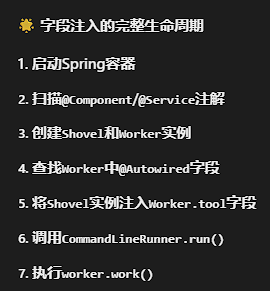 🌟 字段注入的完整生命周期
1. 启动Spring容器
2. 扫描@Component/@Service注解
3. 创建Shovel和Worker实例
4. 查找Worker中@Autowired字段
5. 将Shovel实例注入Worker.tool字段
6. 调用CommandLineRunner.run()
7. 执行worker.work()